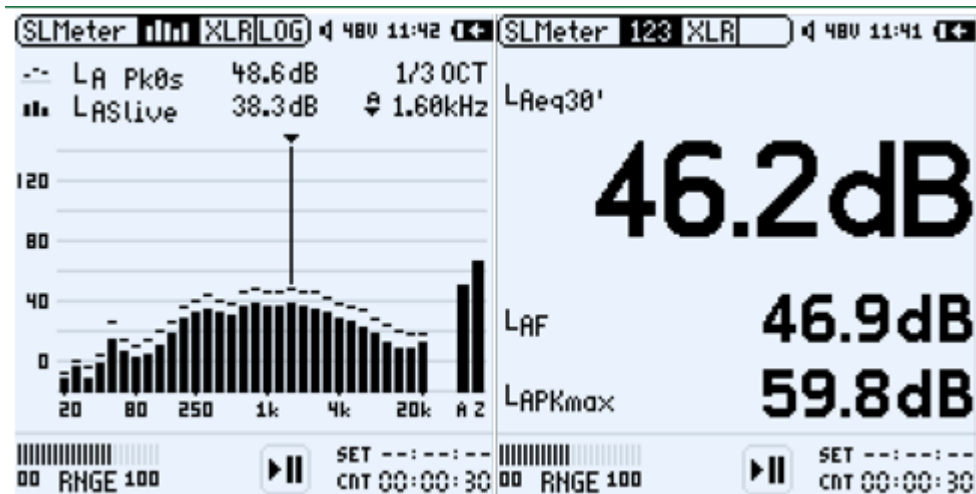 SLMeter XLR LOG 48V 11:42
LA Pk0s 48.6dB 1/3 OCT
LASlive 38.3dB 1.60kHz
120
80
40
0
20 80 250 1k 4k 20k A Z
00 RNGE 100
SET --:--:--
CNT 00:00:30
SLMeter 123 XLR 48V 11:41
LAeq30'
46.2dB
LAF 46.9dB
LAPKmax 59.8dB
00 RNGE 100
SET --:--:--
CNT 00:00:30